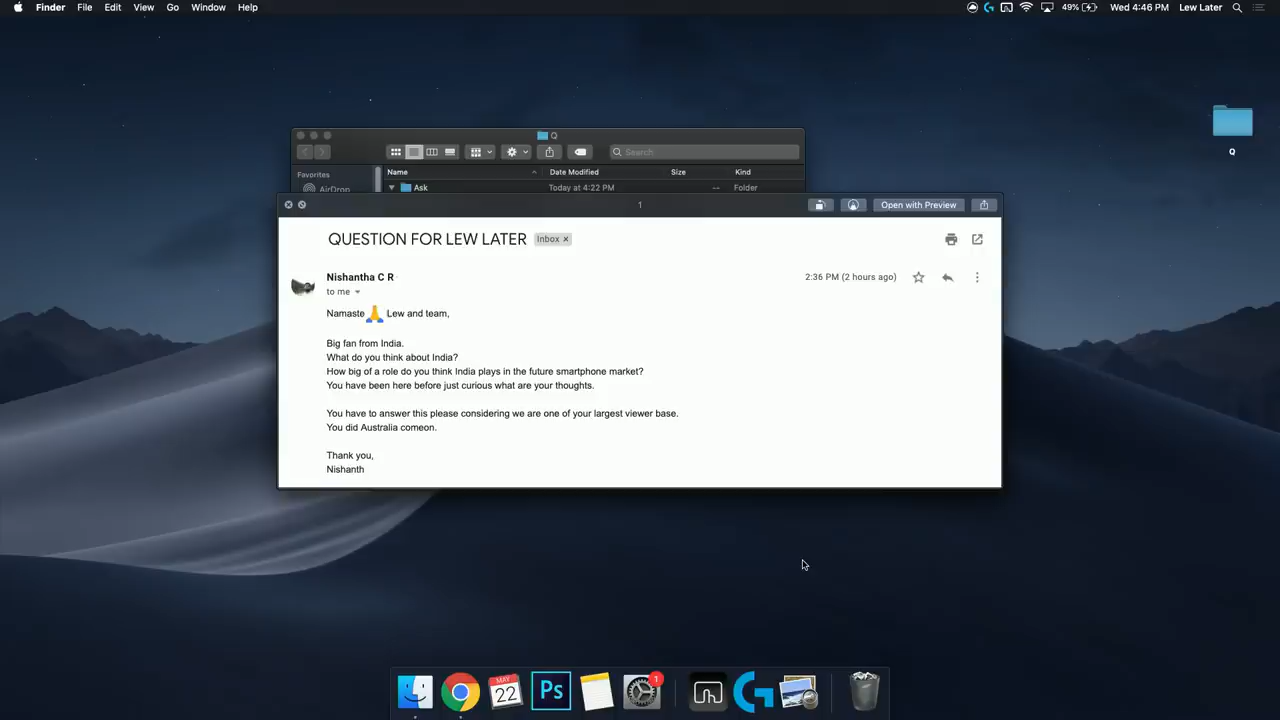 Finder File Edit View Go Window Help 49% Wed 4:46 PM Lew Later
Q
Q
Search
Favorites
AirDrop
Name Date Modified Size Kind
Ask Today at 4:22 PM -- Folder
1 Open with Preview
QUESTION FOR LEW LATER Inbox ×
Nishantha C R 2:36 PM (2 hours ago)
to me
Namaste🙏 Lew and team,
Big fan from India.
What do you think about India?
How big of a role do you think India plays in the future smartphone market?
You have been here before just curious what are your thoughts.
You have to answer this please considering we are one of your largest viewer base.
You did Australia comeon.
Thank you,
Nishanth
MAY
22
Ps
1